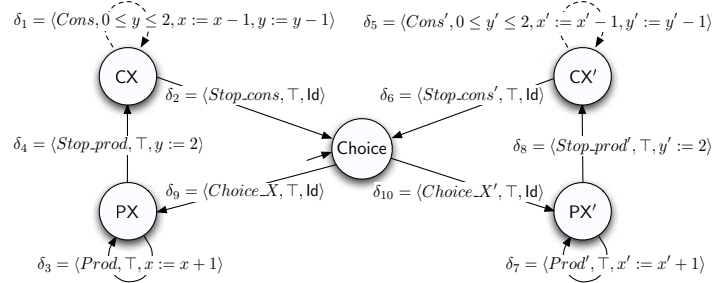 δ₁ = ⟨Cons, 0 ≤ y ≤ 2, x := x − 1, y := y − 1⟩
δ₅ = ⟨Cons′, 0 ≤ y′ ≤ 2, x′ := x′ − 1, y′ := y′ − 1⟩
CX
CX′
δ₂ = ⟨Stop_cons, ⊤, Id⟩
δ₆ = ⟨Stop_cons′, ⊤, Id⟩
δ₄ = ⟨Stop_prod, ⊤, y := 2⟩
Choice
δ₈ = ⟨Stop_prod′, ⊤, y′ := 2⟩
δ₉ = ⟨Choice_X, ⊤, Id⟩
δ₁₀ = ⟨Choice_X′, ⊤, Id⟩
PX
PX′
δ₃ = ⟨Prod, ⊤, x := x + 1⟩
δ₇ = ⟨Prod′, ⊤, x′ := x′ + 1⟩